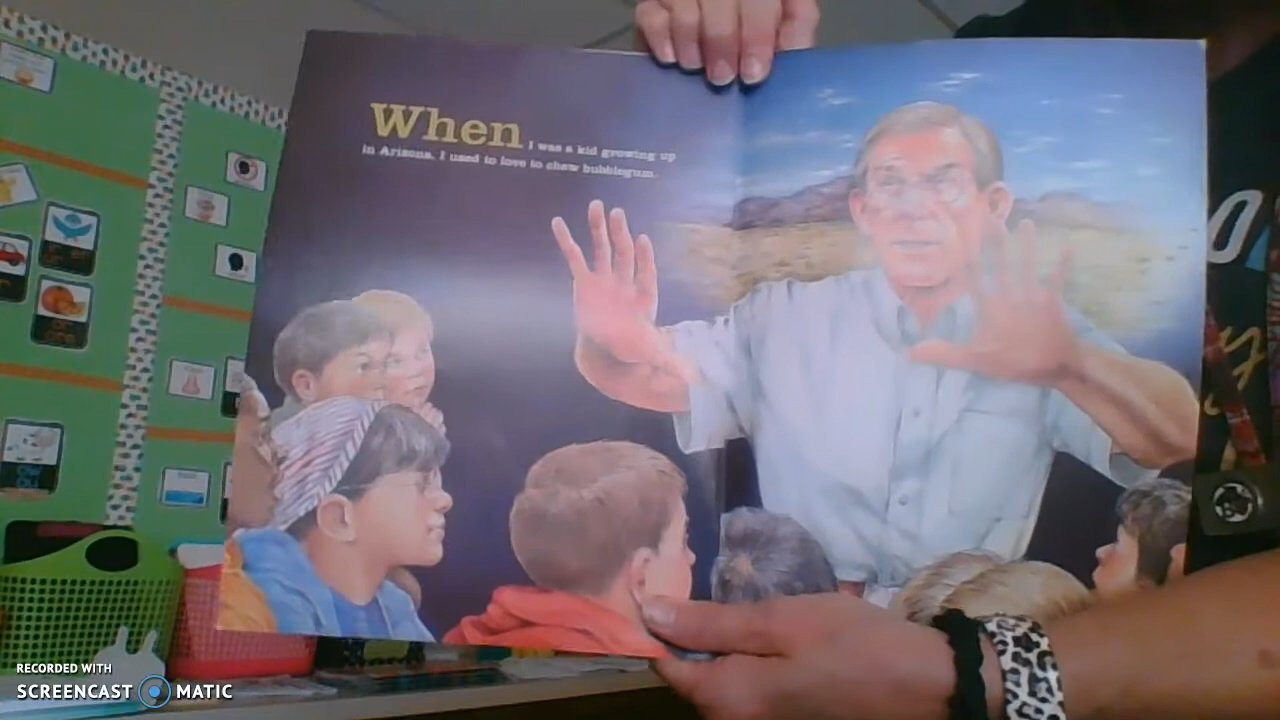 When I was a kid growing up
in Arizona, I used to love to chew bubblegum.
RECORDED WITH
SCREENCAST MATIC